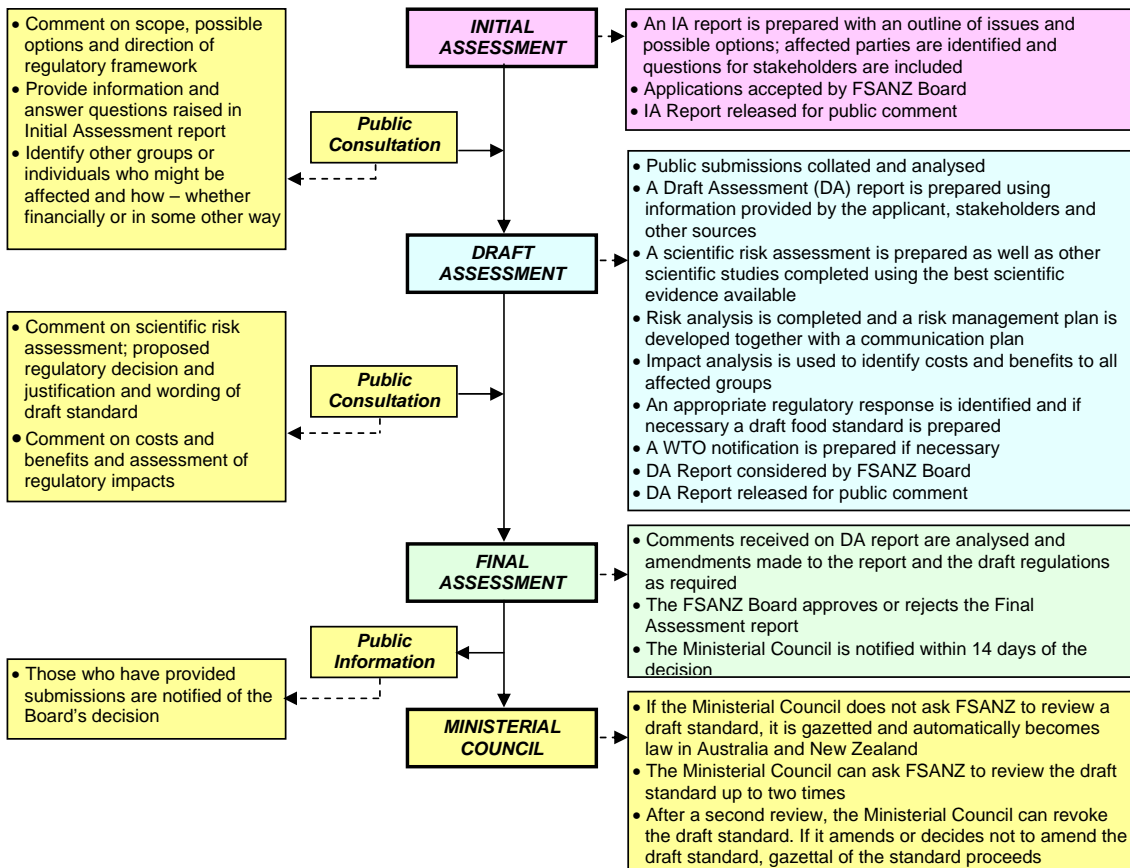 • Comment on scope, possible
options and direction of
regulatory framework
• Provide information and
answer questions raised in
Initial Assessment report
• Identify other groups or
individuals who might be
affected and how – whether
financially or in some other way
INITIAL
ASSESSMENT
• An IA report is prepared with an outline of issues and
possible options; affected parties are identified and
questions for stakeholders are included
• Applications accepted by FSANZ Board
• IA Report released for public comment
Public
Consultation
DRAFT
ASSESSMENT
• Public submissions collated and analysed
• A Draft Assessment (DA) report is prepared using
information provided by the applicant, stakeholders and
other sources
• A scientific risk assessment is prepared as well as other
scientific studies completed using the best scientific
evidence available
• Risk analysis is completed and a risk management plan is
developed together with a communication plan
• Impact analysis is used to identify costs and benefits to all
affected groups
• An appropriate regulatory response is identified and if
necessary a draft food standard is prepared
• A WTO notification is prepared if necessary
• DA Report considered by FSANZ Board
• DA Report released for public comment
• Comment on scientific risk
assessment; proposed
regulatory decision and
justification and wording of
draft standard
• Comment on costs and
benefits and assessment of
regulatory impacts
Public
Consultation
FINAL
ASSESSMENT
• Comments received on DA report are analysed and
amendments made to the report and the draft regulations
as required
• The FSANZ Board approves or rejects the Final
Assessment report
• The Ministerial Council is notified within 14 days of the
decision
Public
Information
• Those who have provided
submissions are notified of the
Board's decision
MINISTERIAL
COUNCIL
• If the Ministerial Council does not ask FSANZ to review a
draft standard, it is gazetted and automatically becomes
law in Australia and New Zealand
• The Ministerial Council can ask FSANZ to review the draft
standard up to two times
• After a second review, the Ministerial Council can revoke
the draft standard. If it amends or decides not to amend the
draft standard, gazettal of the standard proceeds